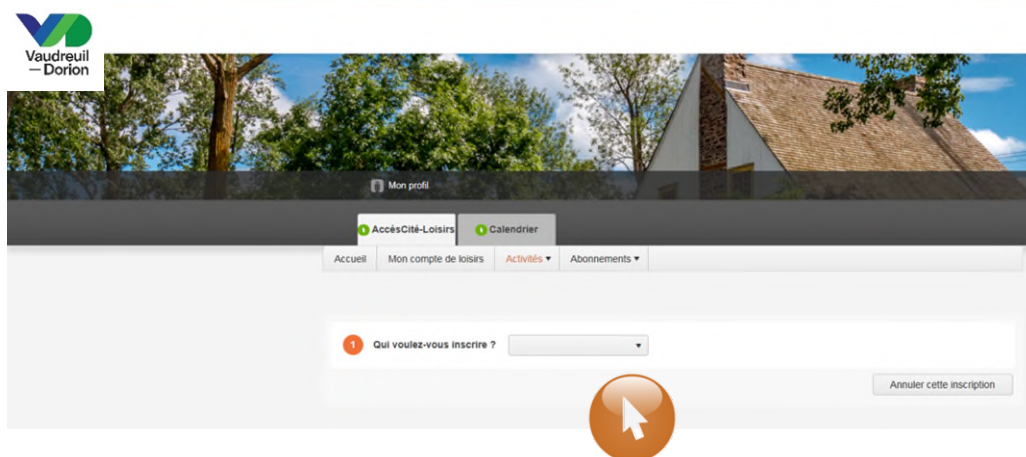 Vaudreuil
— Dorion
Mon profil
AccèsCité-Loisirs Calendrier
Accueil Mon compte de loisirs Activités ▾ Abonnements ▾
1 Qui voulez-vous inscrire ?
Annuler cette inscription